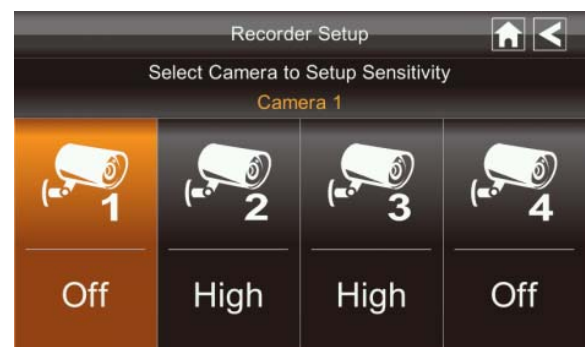 Recorder Setup
Select Camera to Setup Sensitivity
Camera 1
1 2 3 4
Off High High Off